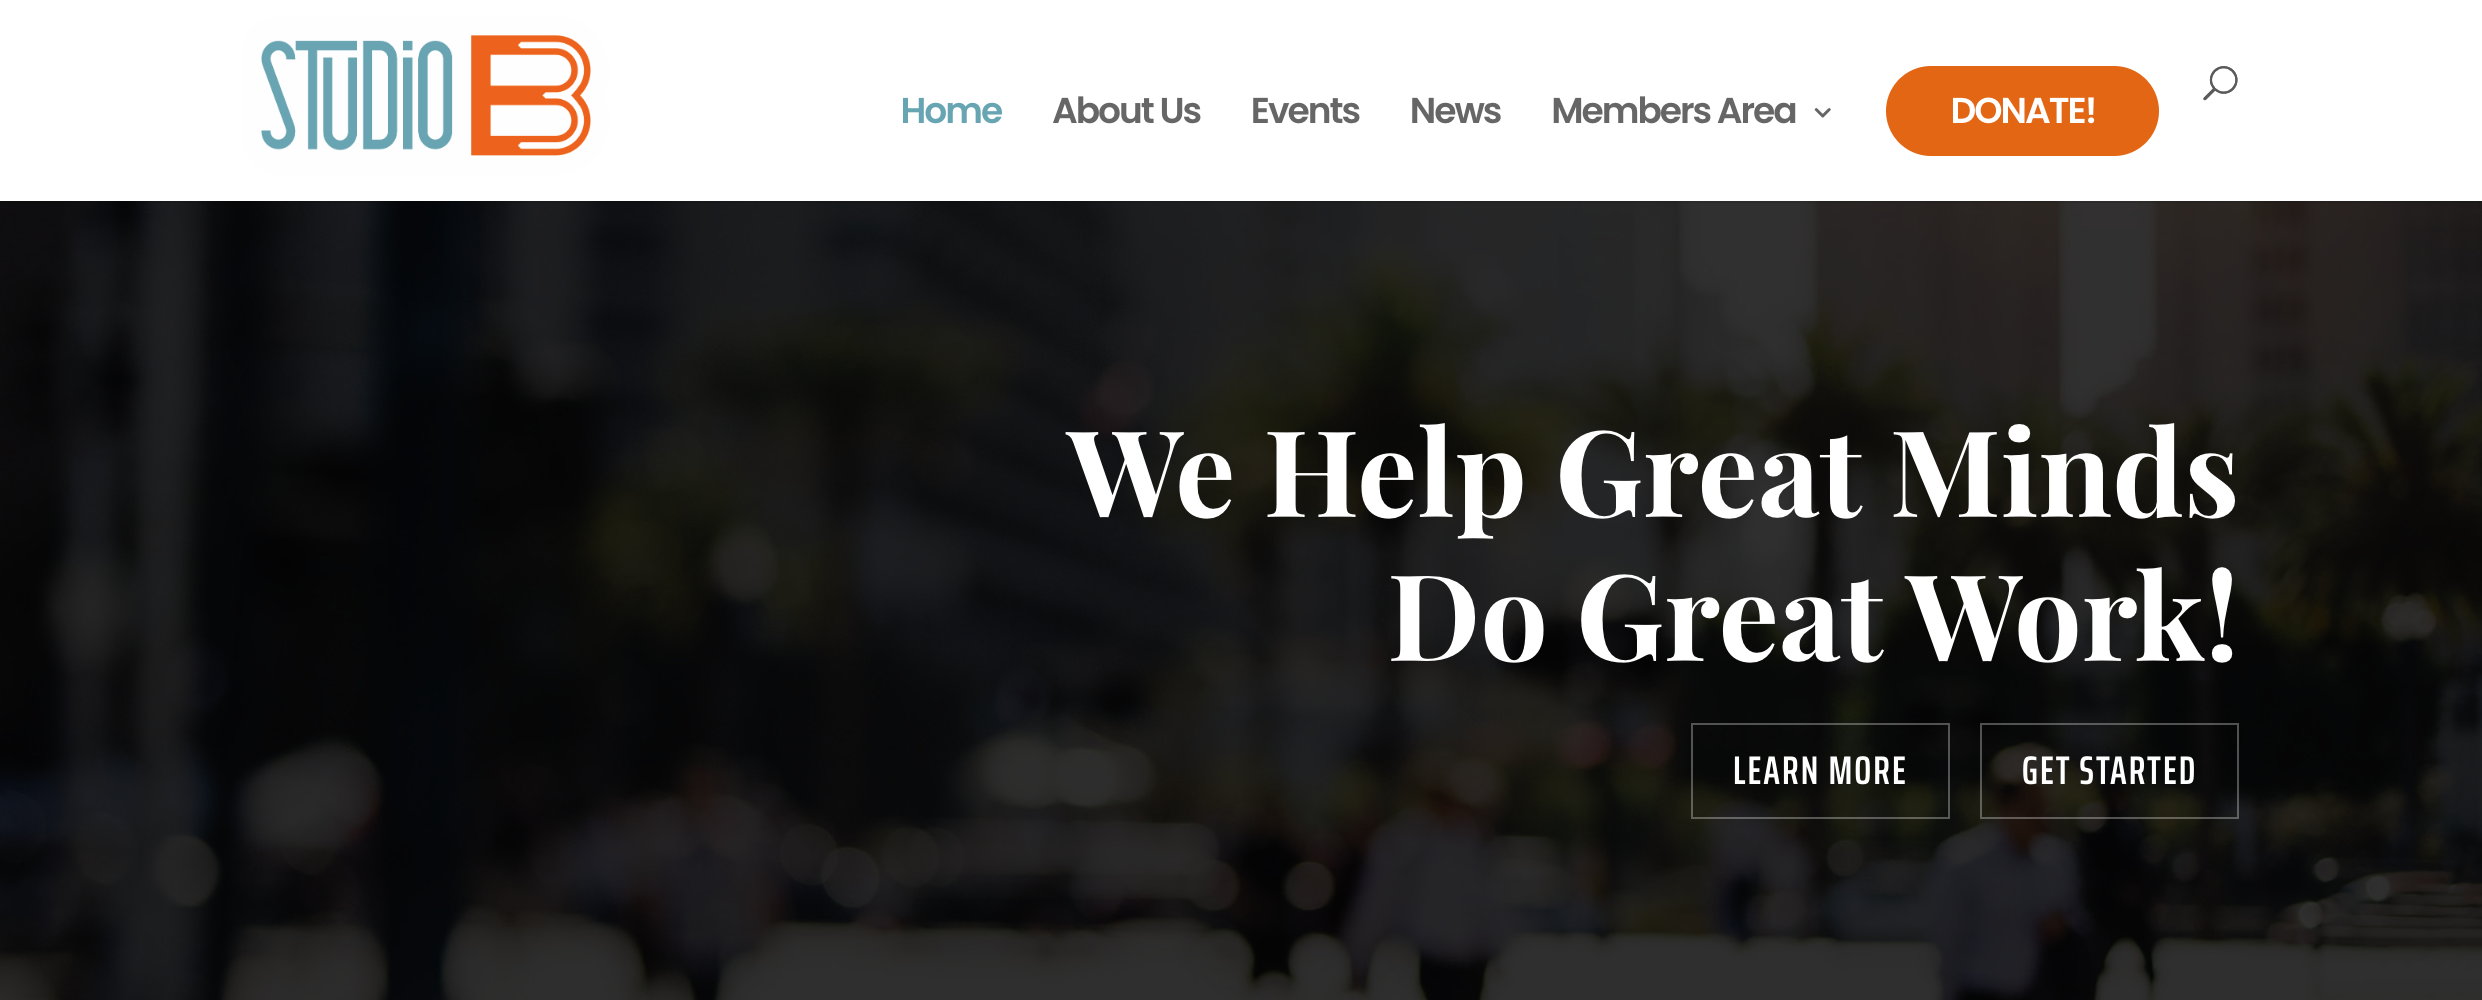 STUDIO B
Home About Us Events News Members Area DONATE!
We Help Great Minds
Do Great Work!
LEARN MORE GET STARTED